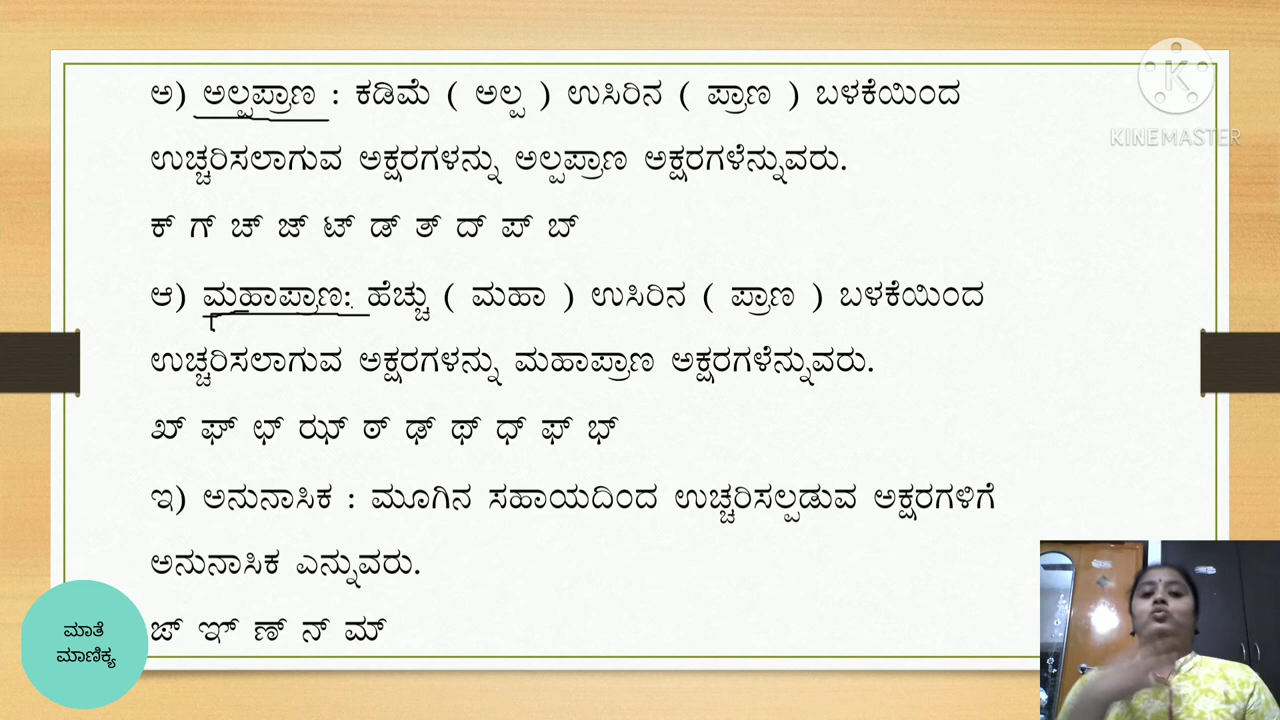 ಅ) ಅಲ್ಪಪ್ರಾಣ : ಕಡಿಮೆ ( ಅಲ್ಪ ) ಉಸಿರಿನ ( ಪ್ರಾಣ ) ಬಳಕೆಯಿಂದ
ಉಚ್ಚರಿಸಲಾಗುವ ಅಕ್ಷರಗಳನ್ನು ಅಲ್ಪಪ್ರಾಣ ಅಕ್ಷರಗಳೆನ್ನುವರು.
ಕ್ ಗ್ ಚ್ ಜ್ ಟ್ ಡ್ ತ್ ದ್ ಪ್ ಬ್
ಆ) ಮಹಾಪ್ರಾಣ: ಹೆಚ್ಚು ( ಮಹಾ ) ಉಸಿರಿನ ( ಪ್ರಾಣ ) ಬಳಕೆಯಿಂದ
ಉಚ್ಚರಿಸಲಾಗುವ ಅಕ್ಷರಗಳನ್ನು ಮಹಾಪ್ರಾಣ ಅಕ್ಷರಗಳೆನ್ನುವರು.
ಖ್ ಘ್ ಛ್ ಝ್ ಠ್ ಢ್ ಥ್ ಧ್ ಫ್ ಭ್
ಇ) ಅನುನಾಸಿಕ : ಮೂಗಿನ ಸಹಾಯದಿಂದ ಉಚ್ಚರಿಸಲ್ಪಡುವ ಅಕ್ಷರಗಳಿಗೆ
ಅನುನಾಸಿಕ ಎನ್ನುವರು.
ಙ್ ಞ್ ಣ್ ನ್ ಮ್
ಮಾತೆ
ಮಾಣಿಕ್ಯ
K
KINEMASTER